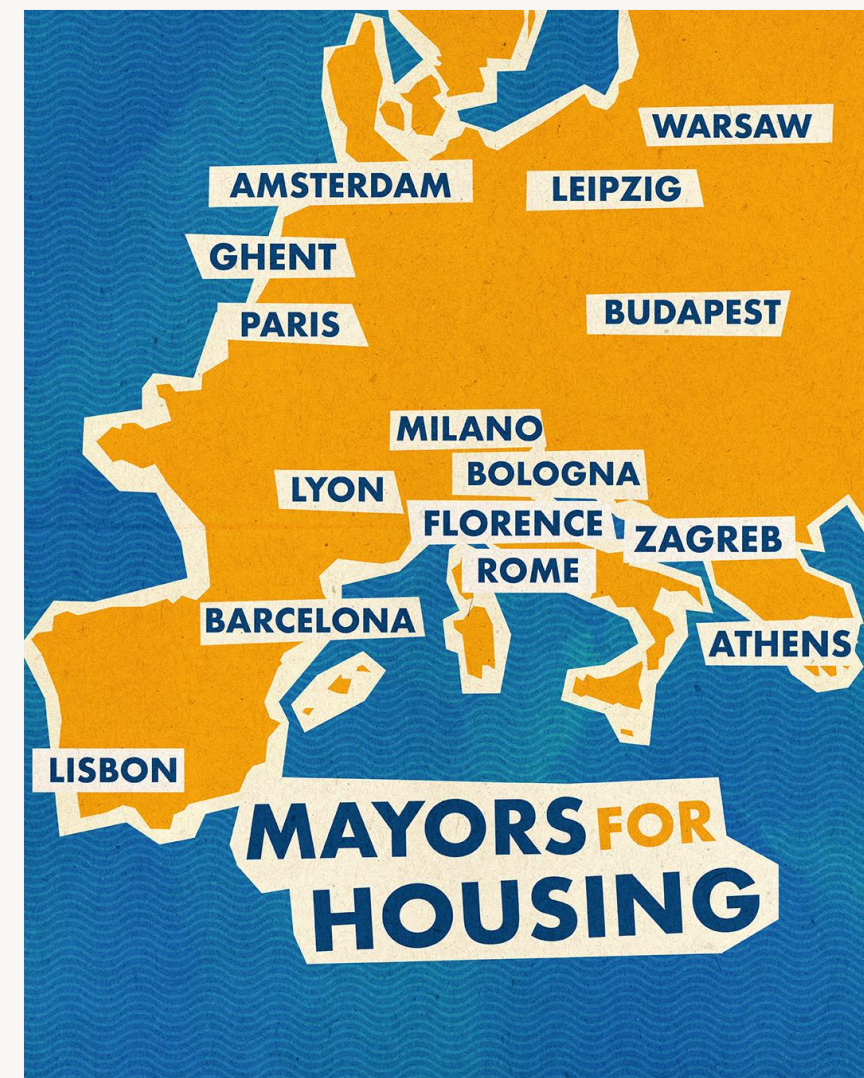 WARSAW
AMSTERDAM
LEIPZIG
GHENT
PARIS
BUDAPEST
MILANO
BOLOGNA
LYON
FLORENCE
ZAGREB
ROME
BARCELONA
ATHENS
LISBON
MAYORS FOR
HOUSING